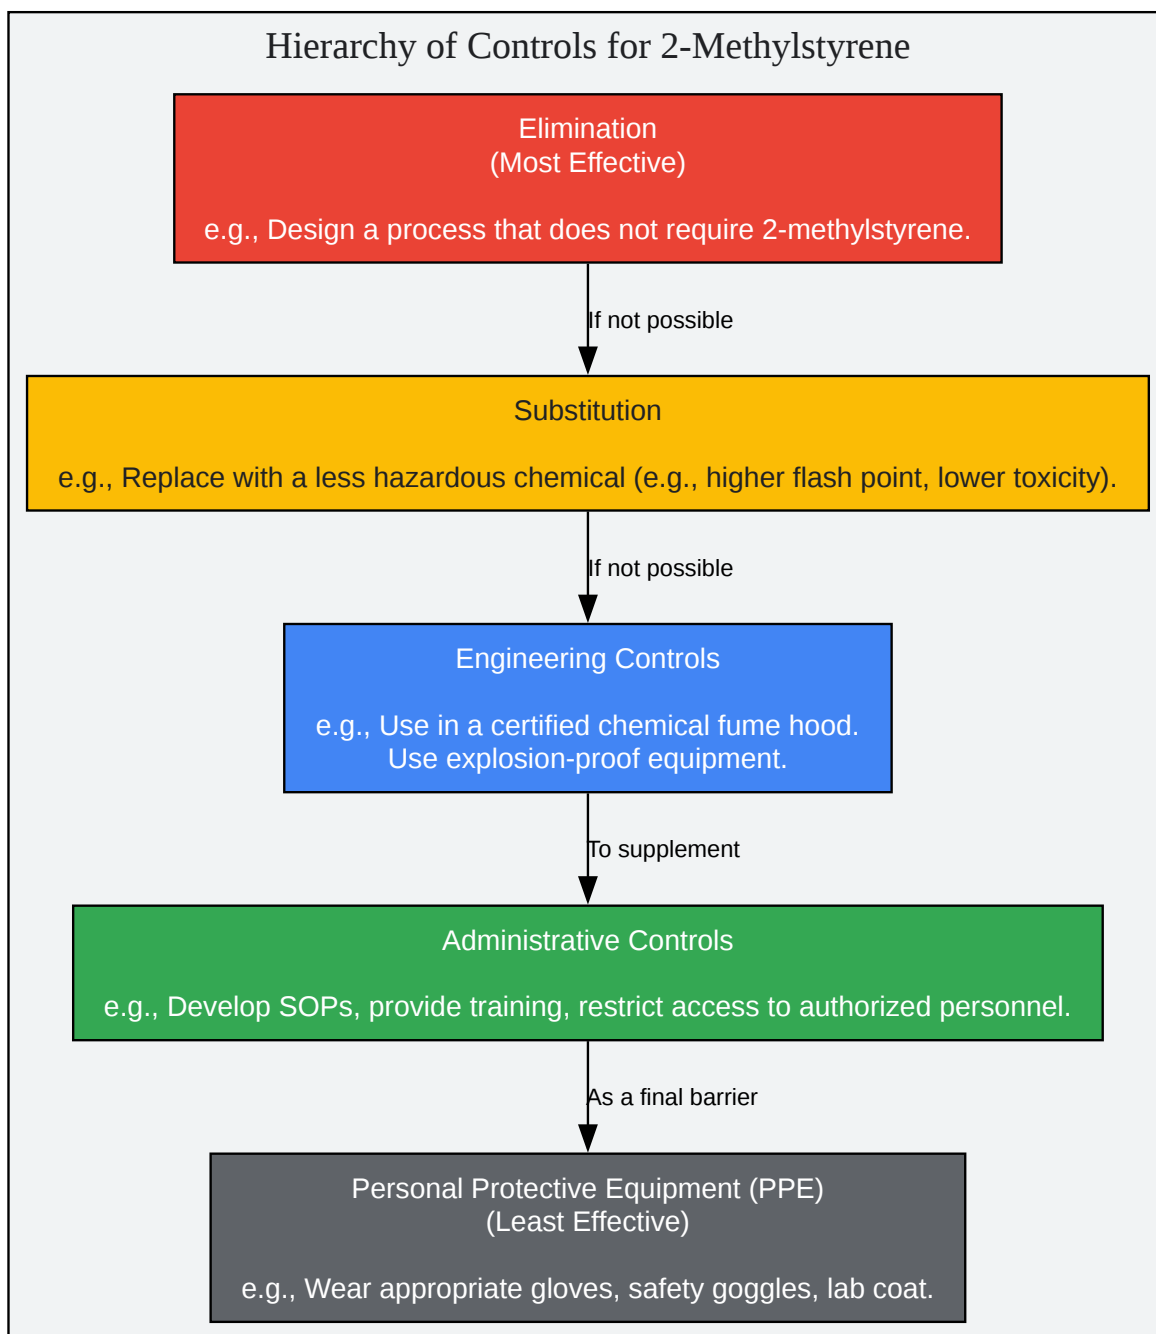 Hierarchy of Controls for 2-Methylstyrene
Elimination
(Most Effective)
e.g., Design a process that does not require 2-methylstyrene.
If not possible
Substitution
e.g., Replace with a less hazardous chemical (e.g., higher flash point, lower toxicity).
If not possible
Engineering Controls
e.g., Use in a certified chemical fume hood.
Use explosion-proof equipment.
To supplement
Administrative Controls
e.g., Develop SOPs, provide training, restrict access to authorized personnel.
As a final barrier
Personal Protective Equipment (PPE)
(Least Effective)
e.g., Wear appropriate gloves, safety goggles, lab coat.